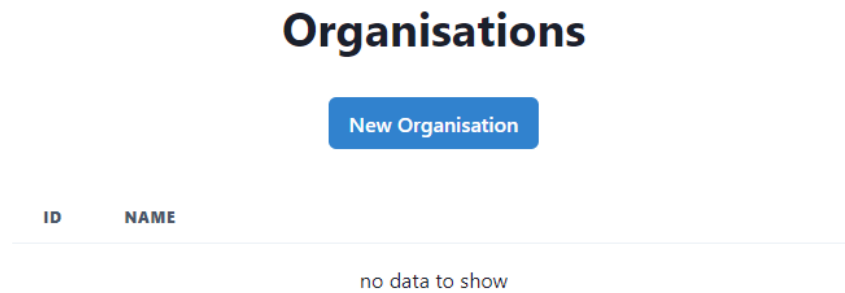 Organisations
New Organisation
ID NAME
no data to show